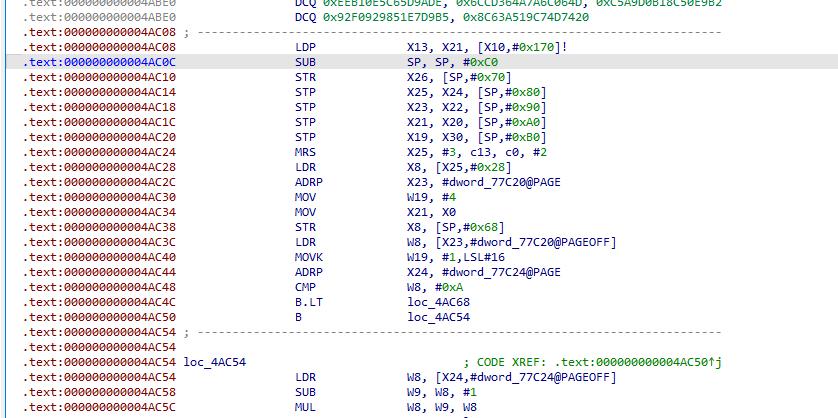 .text:000000000004ABE0 DCQ 0xEEB10E5C65D9ADE, 0x6CCD364A7A6C064D, 0xC5A9D0B18C50E9B2
.text:000000000004ABE0 DCQ 0x92F0929851E7D9B5, 0x8C63A519C74D7420
.text:000000000004AC08 ; ---------------------------------------------------------------------------
.text:000000000004AC08 LDP X13, X21, [X10,#0x170]!
.text:000000000004AC0C SUB SP, SP, #0xC0
.text:000000000004AC10 STR X26, [SP,#0x70]
.text:000000000004AC14 STP X25, X24, [SP,#0x80]
.text:000000000004AC18 STP X23, X22, [SP,#0x90]
.text:000000000004AC1C STP X21, X20, [SP,#0xA0]
.text:000000000004AC20 STP X19, X30, [SP,#0xB0]
.text:000000000004AC24 MRS X25, #3, c13, c0, #2
.text:000000000004AC28 LDR X8, [X25,#0x28]
.text:000000000004AC2C ADRP X23, #dword_77C20@PAGE
.text:000000000004AC30 MOV W19, #4
.text:000000000004AC34 MOV X21, X0
.text:000000000004AC38 STR X8, [SP,#0x68]
.text:000000000004AC3C LDR W8, [X23,#dword_77C20@PAGEOFF]
.text:000000000004AC40 MOVK W19, #1,LSL#16
.text:000000000004AC44 ADRP X24, #dword_77C24@PAGE
.text:000000000004AC48 CMP W8, #0xA
.text:000000000004AC4C B.LT loc_4AC68
.text:000000000004AC50 B loc_4AC54
.text:000000000004AC54 ; ---------------------------------------------------------------------------
.text:000000000004AC54
.text:000000000004AC54 loc_4AC54 ; CODE XREF: .text:000000000004AC50↑j
.text:000000000004AC54 LDR W8, [X24,#dword_77C24@PAGEOFF]
.text:000000000004AC58 SUB W9, W8, #1
.text:000000000004AC5C MUL W8, W9, W8